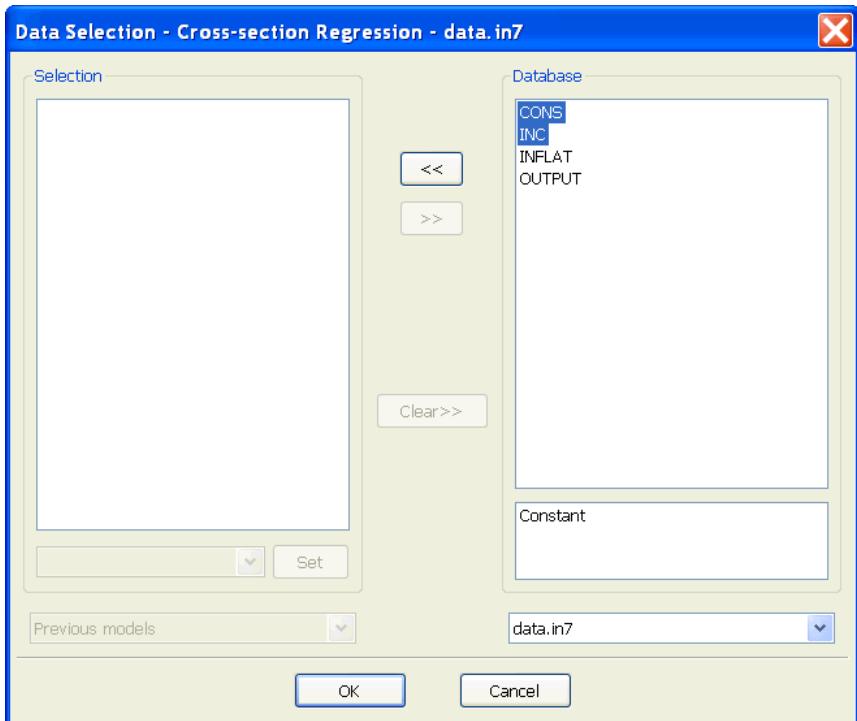 Data Selection - Cross-section Regression - data.in7
Selection
Database
CONS
INC
INFLAT
OUTPUT
<<
>>
Clear>>
Constant
Set
Previous models
data.in7
OK
Cancel